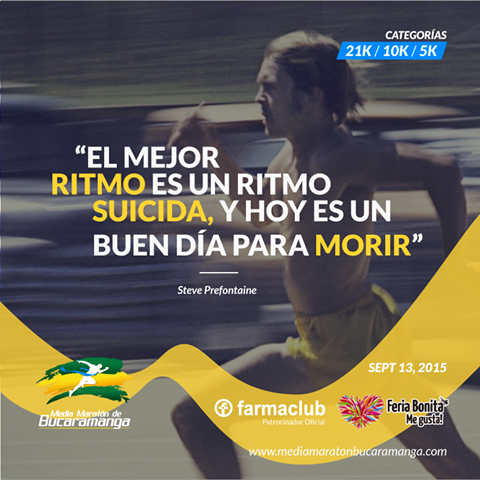 CATEGORÍAS
21K / 10K / 5K
“EL MEJOR
RITMO ES UN RITMO
SUICIDA, Y HOY ES UN
BUEN DÍA PARA MORIR”
Steve Prefontaine
SEPT 13, 2015
Media Maratón de
Bucaramanga
farmaclub
Patrocinador Oficial
Feria Bonita
Me gusta!
www.mediamaratonbucaramanga.com